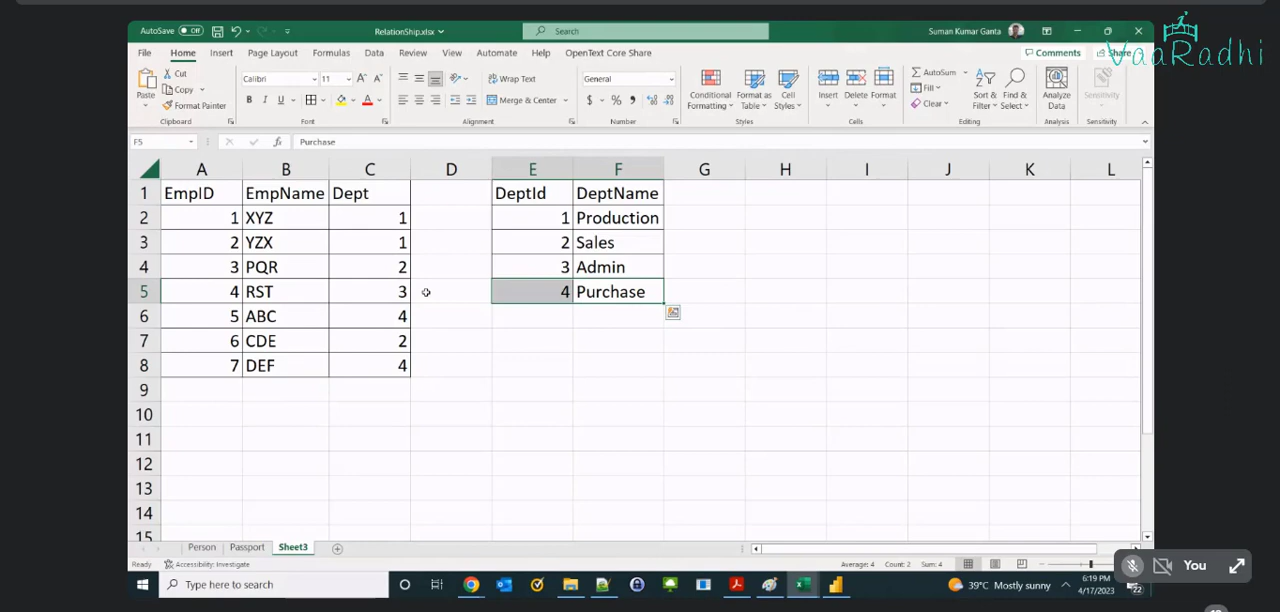 AutoSave Off RelationShip.xlsx Search Suman Kumar Ganta
VaaRadhi
File Home Insert Page Layout Formulas Data Review View Automate Help OpenText Core Share Comments Share
Paste Cut Copy Format Painter Calibri 11 Wrap Text Merge & Center General Conditional Formatting Format as Table Cell Styles Insert Delete Format AutoSum Fill Clear Sort & Filter Find & Select Analyze Data Sensitivity
B I U $ % 9
Clipboard Font Alignment Number Styles Cells Editing Analysis Sensitivity
F5 fx Purchase
A B C D E F G H I J K L
1 EmpID EmpName Dept DeptId DeptName
2 1 XYZ 1 1 Production
3 2 YZX 1 2 Sales
4 3 PQR 2 3 Admin
5 4 RST 3 4 Purchase
6 5 ABC 4
7 6 CDE 2
8 7 DEF 4
9
10
11
12
13
14
15
Person Passport Sheet3
Ready Accessibility: Investigate Average: 4 Count: 2 Sum: 4
You
Type here to search 39°C Mostly sunny 6:19 PM
4/17/2023 22